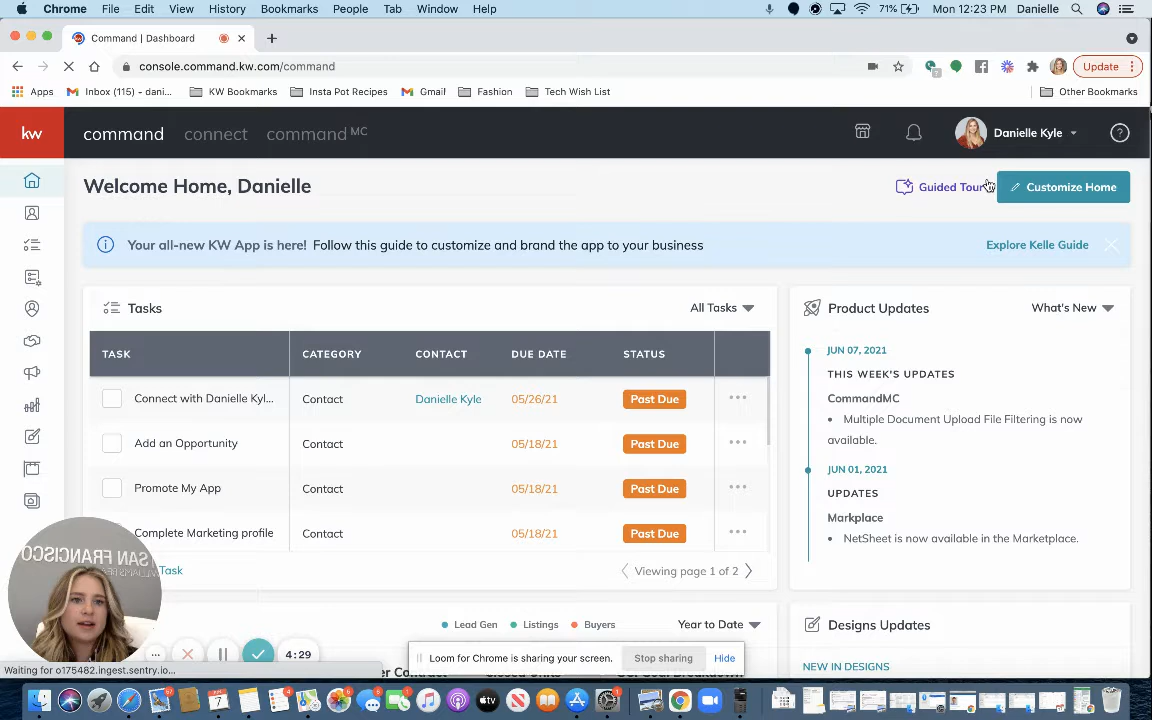 Chrome File Edit View History Bookmarks People Tab Window Help 71% Mon 12:23 PM Danielle
Command | Dashboard
console.command.kw.com/command
Update
Apps Inbox (115) - dani... KW Bookmarks Insta Pot Recipes Gmail Fashion Tech Wish List Other Bookmarks
kw command connect command MC Danielle Kyle
Welcome Home, Danielle
Guided Tour
Customize Home
Your all-new KW App is here! Follow this guide to customize and brand the app to your business
Explore Kelle Guide
Tasks
All Tasks
TASK CATEGORY CONTACT DUE DATE STATUS
Connect with Danielle Kyl... Contact Danielle Kyle 05/26/21 Past Due
Add an Opportunity Contact 05/18/21 Past Due
Promote My App Contact 05/18/21 Past Due
Complete Marketing profile Contact 05/18/21 Past Due
Task
Viewing page 1 of 2
Product Updates
What's New
JUN 07, 2021
THIS WEEK'S UPDATES
CommandMC
• Multiple Document Upload File Filtering is now
available.
JUN 01, 2021
UPDATES
Markplace
• NetSheet is now available in the Marketplace.
Lead Gen Listings Buyers
Year to Date
Designs Updates
NEW IN DESIGNS
SAN FRANCISCO
4:29
Loom for Chrome is sharing your screen.
Stop sharing
Hide
Waiting for o175482.ingest.sentry.io...